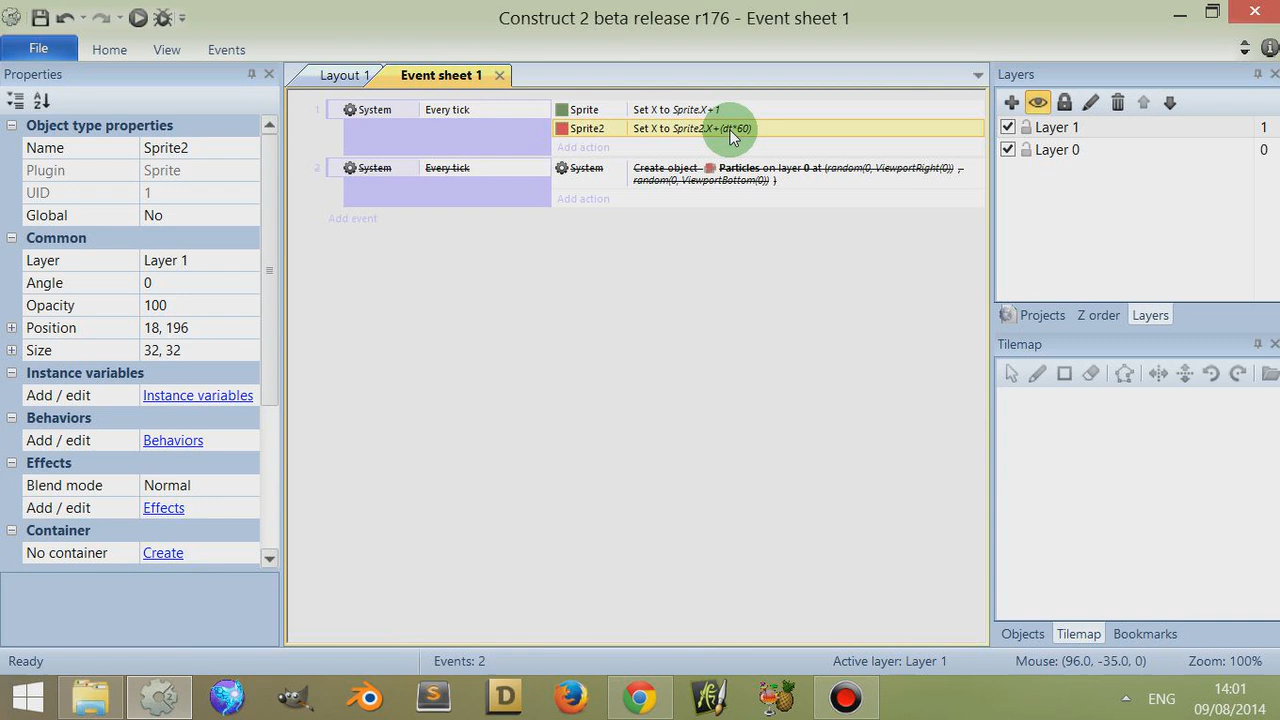 Construct 2 beta release r176 - Event sheet 1
File Home View Events
Properties
Object type properties
Name Sprite2
Plugin Sprite
UID 1
Global No
Common
Layer Layer 1
Angle 0
Opacity 100
Position 18, 196
Size 32, 32
Instance variables
Add / edit Instance variables
Behaviors
Add / edit Behaviors
Effects
Blend mode Normal
Add / edit Effects
Container
No container Create
Layout 1 Event sheet 1
1 System Every tick Sprite Set X to Sprite.X+1
Sprite2 Set X to Sprite2.X+(dt*60)
Add action
2 System Every tick System Create object Particles on layer 0 at (random(0, ViewportRight(0)) ,
random(0, ViewportBottom(0)) )
Add action
Add event
Layers
Layer 1 1
Layer 0 0
Projects Z order Layers
Tilemap
Objects Tilemap Bookmarks
Ready Events: 2 Active layer: Layer 1 Mouse: (96.0, -35.0, 0) Zoom: 100%
ENG 14:01
09/08/2014